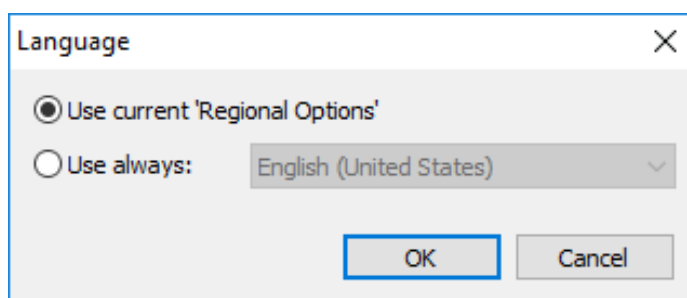 Language
Use current 'Regional Options'
Use always: English (United States)
OK Cancel